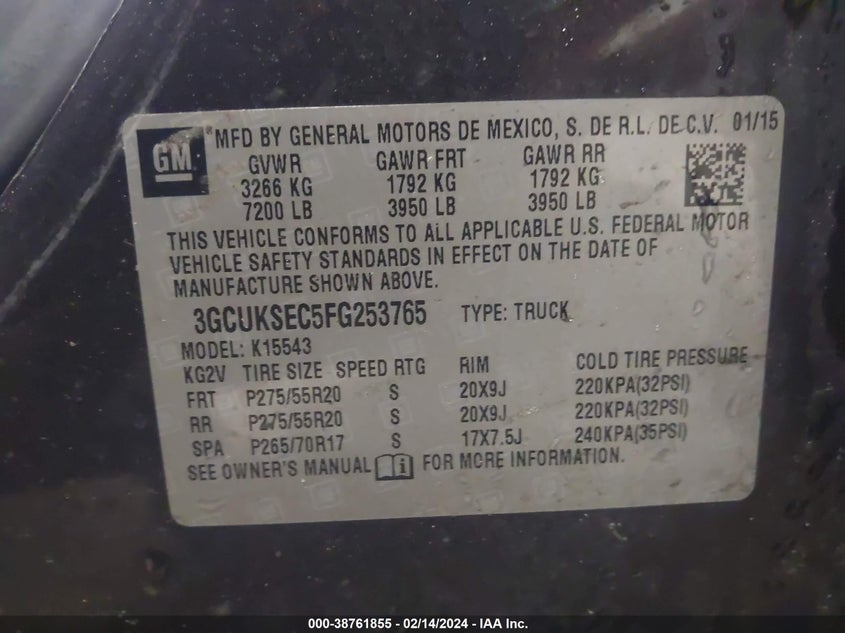 GM
*MFD BY GENERAL MOTORS DE MEXICO, S. DE R.L. DE C.V. 01/15
GVWR GAWR FRT GAWR RR
3266 KG 1792 KG 1792 KG
7200 LB 3950 LB 3950 LB
THIS VEHICLE CONFORMS TO ALL APPLICABLE U.S. FEDERAL MOTOR
VEHICLE SAFETY STANDARDS IN EFFECT ON THE DATE OF
MANUFACTURE SHOWN ABOVE.
3GCUKSEC5FG253765 TYPE: TRUCK
MODEL: K15543
KG2V TIRE SIZE SPEED RTG RIM COLD TIRE PRESSURE
FRT P275/55R20 S 20X9J 220KPA(32PSI)
RR P275/55R20 S 20X9J 220KPA(32PSI)
SPA P265/70R17 S 17X7.5J 240KPA(35PSI)
SEE OWNER'S MANUAL FOR MORE INFORMATION.
000-38761855 - 02/14/2024 - IAA Inc.